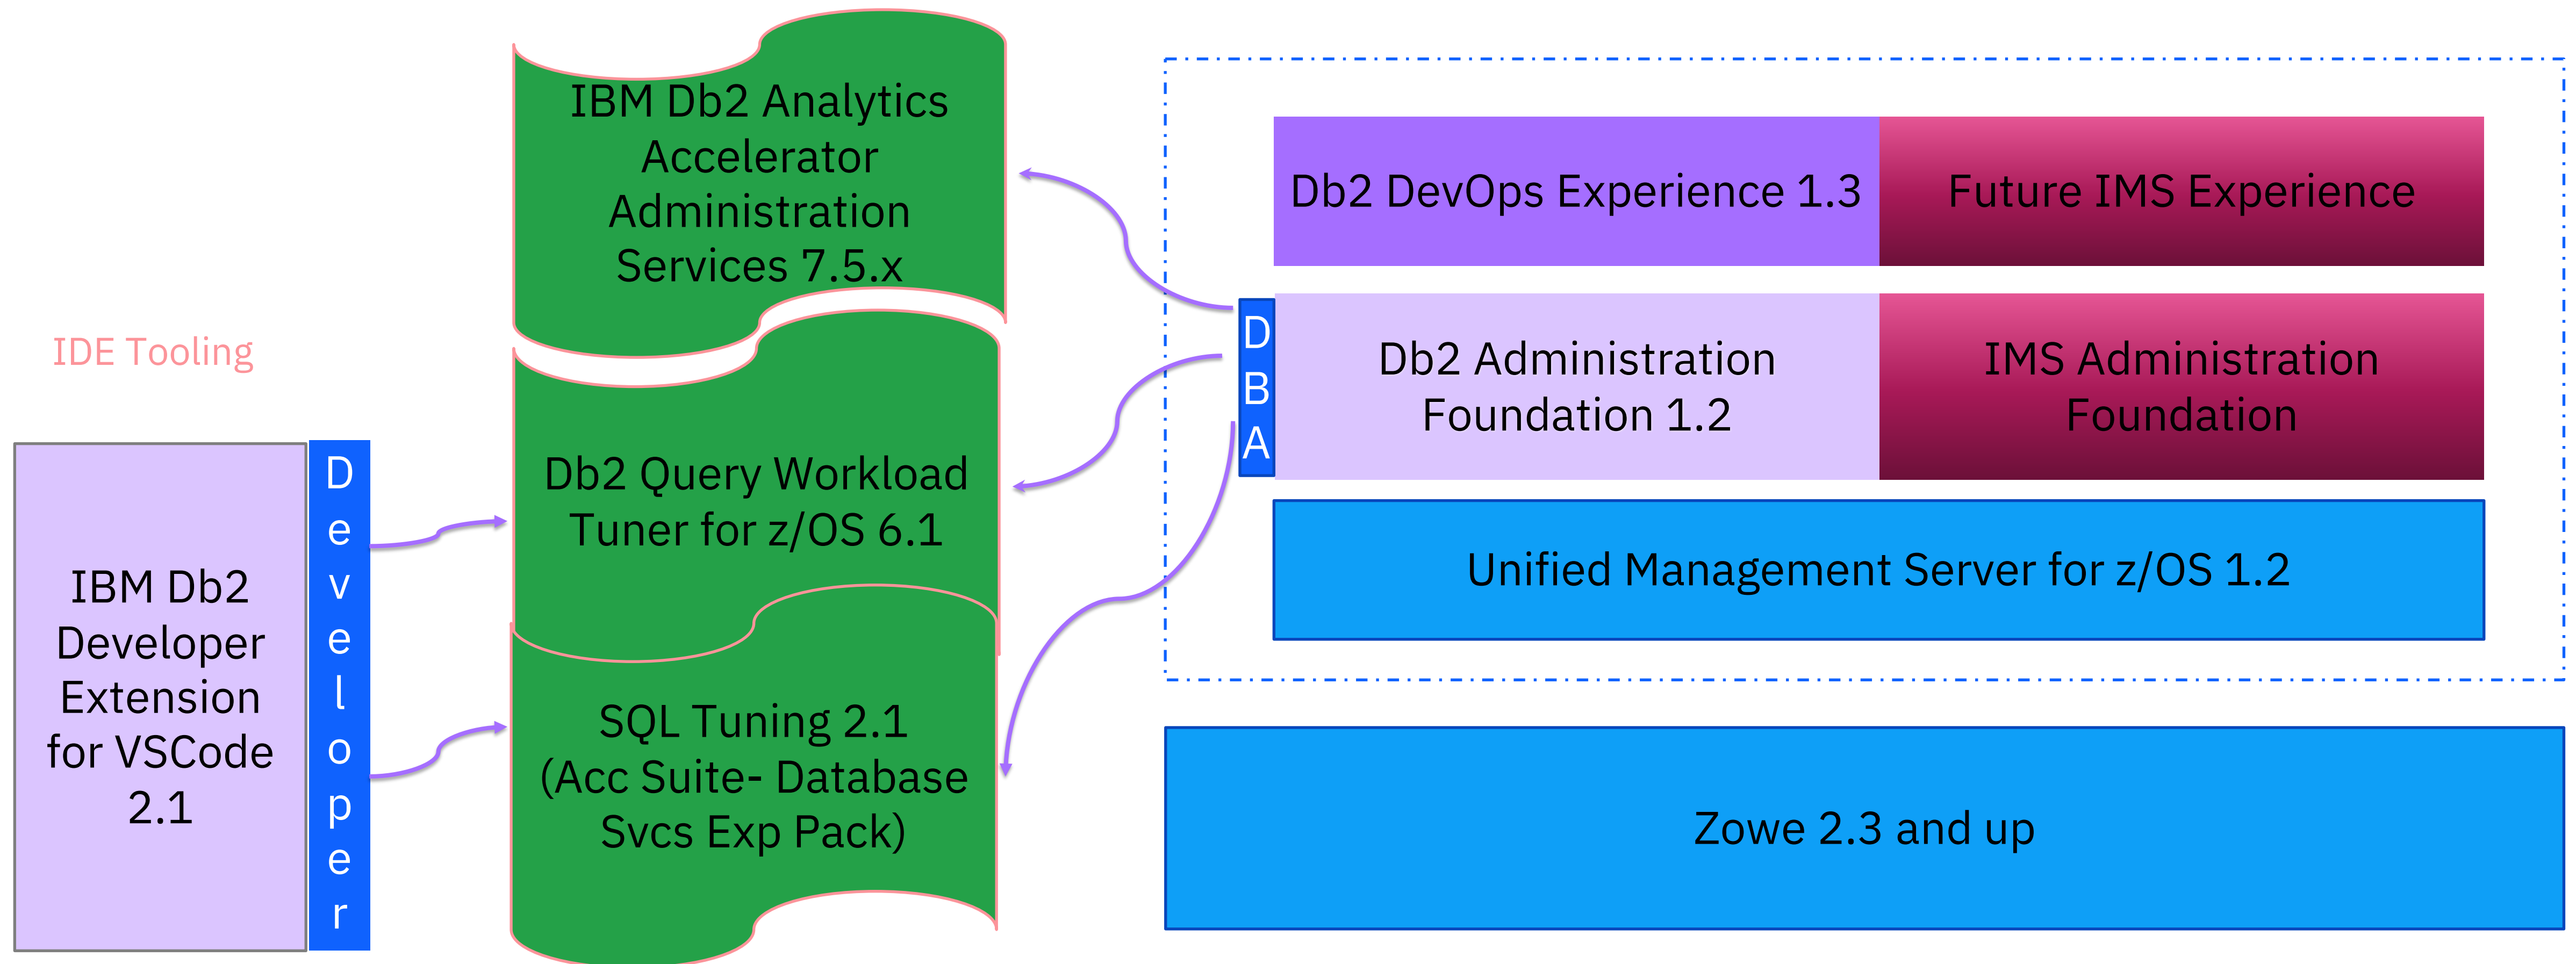 IDE Tooling
IBM Db2
Developer
Extension
for VSCode
2.1
Developer
IBM Db2 Analytics
Accelerator
Administration
Services 7.5.x
Db2 Query Workload
Tuner for z/OS 6.1
SQL Tuning 2.1
(Acc Suite- Database
Svcs Exp Pack)
Db2 DevOps Experience 1.3
Future IMS Experience
DBA
Db2 Administration
Foundation 1.2
IMS Administration
Foundation
Unified Management Server for z/OS 1.2
Zowe 2.3 and up